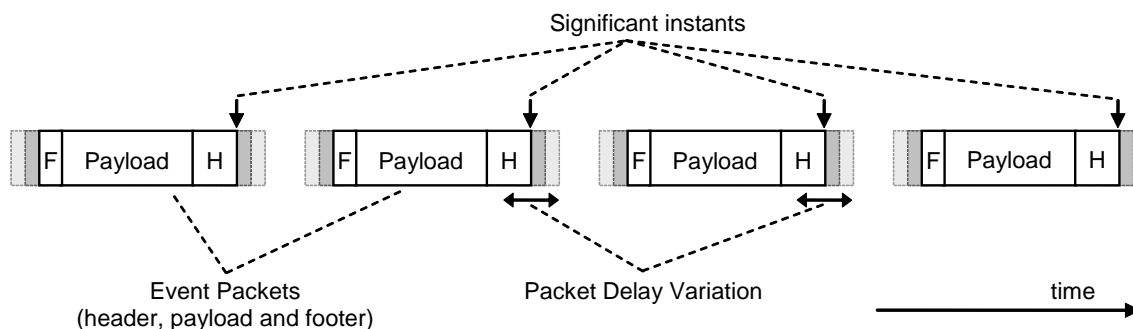 Significant instants
F Payload H F Payload H F Payload H F Payload H
Event Packets
(header, payload and footer)
Packet Delay Variation
time